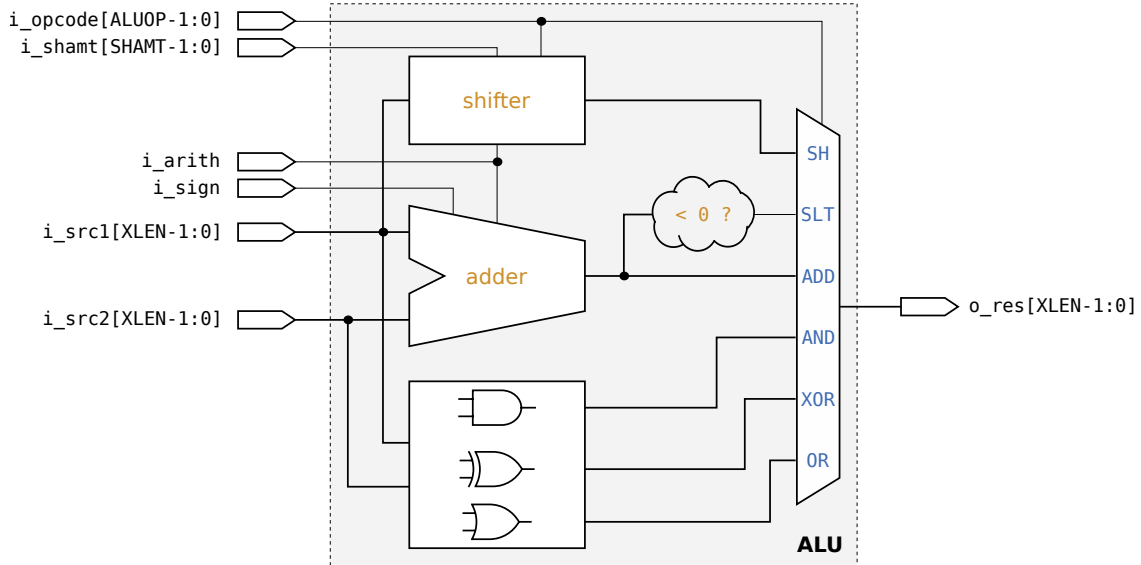 i_opcode[ALUOP-1:0]
i_shamt[SHAMT-1:0]
shifter
SH
i_arith
i_sign
< 0 ?
SLT
i_src1[XLEN-1:0]
adder
ADD
o_res[XLEN-1:0]
i_src2[XLEN-1:0]
AND
XOR
OR
ALU